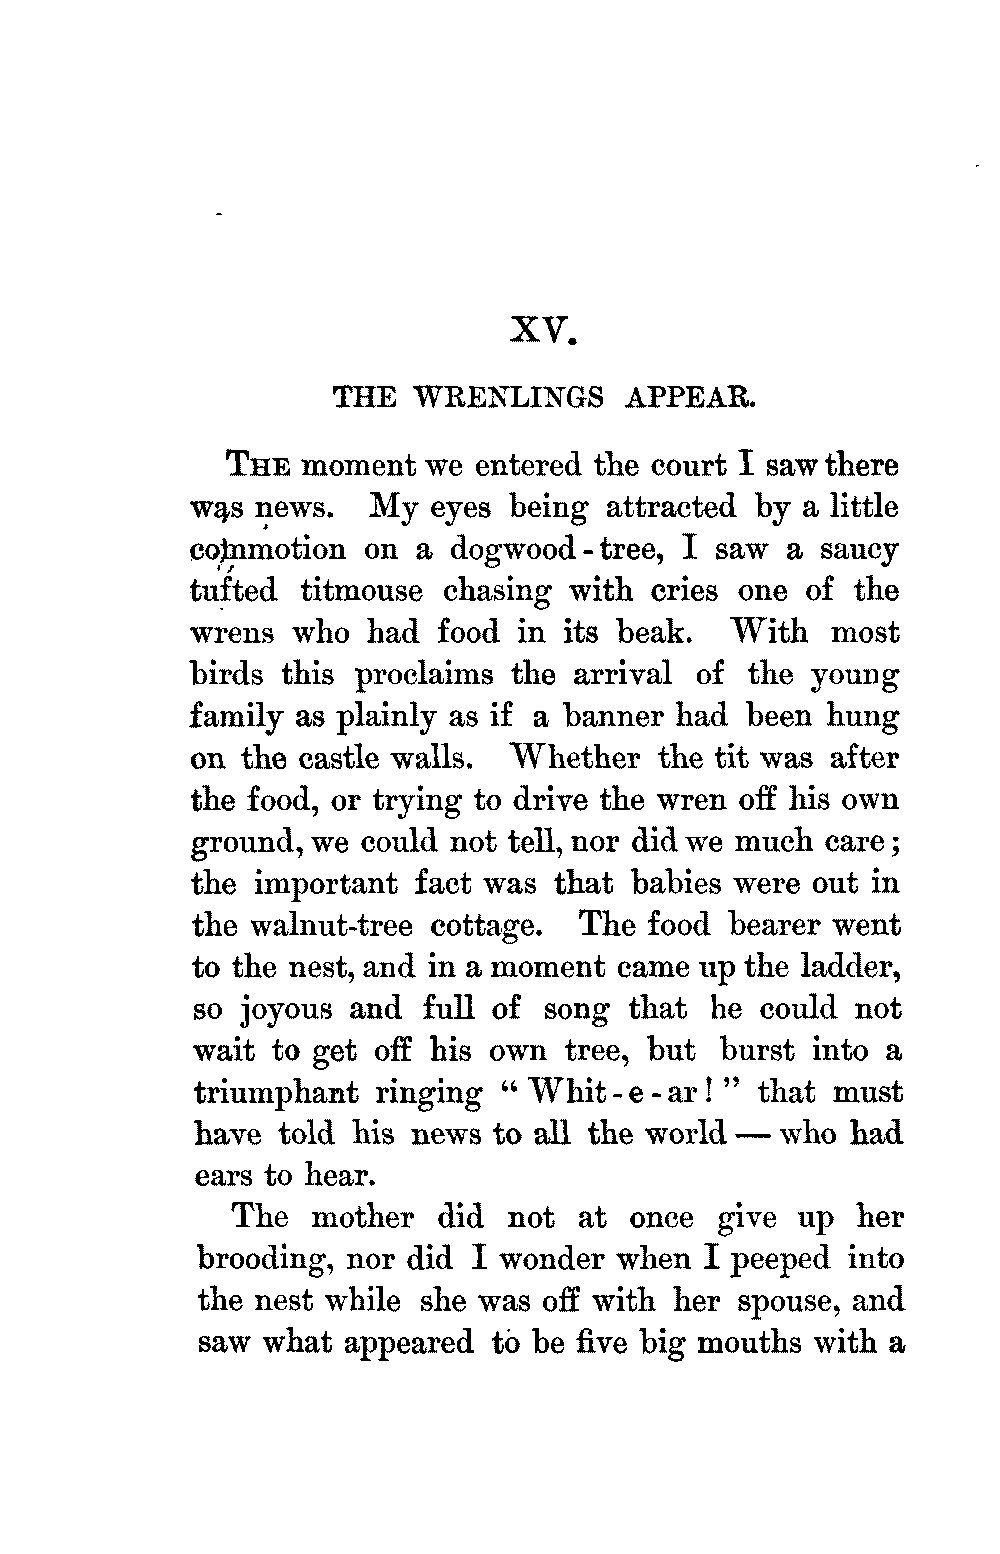 XV.
THE WRENLINGS APPEAR.
THE moment we entered the court I saw there
was news. My eyes being attracted by a little
commotion on a dogwood-tree, I saw a saucy
tufted titmouse chasing with cries one of the
wrens who had food in its beak. With most
birds this proclaims the arrival of the young
family as plainly as if a banner had been hung
on the castle walls. Whether the tit was after
the food, or trying to drive the wren off his own
ground, we could not tell, nor did we much care;
the important fact was that babies were out in
the walnut-tree cottage. The food bearer went
to the nest, and in a moment came up the ladder,
so joyous and full of song that he could not
wait to get off his own tree, but burst into a
triumphant ringing “Whit-e-ar!” that must
have told his news to all the world — who had
ears to hear.
The mother did not at once give up her
brooding, nor did I wonder when I peeped into
the nest while she was off with her spouse, and
saw what appeared to be five big mouths with a